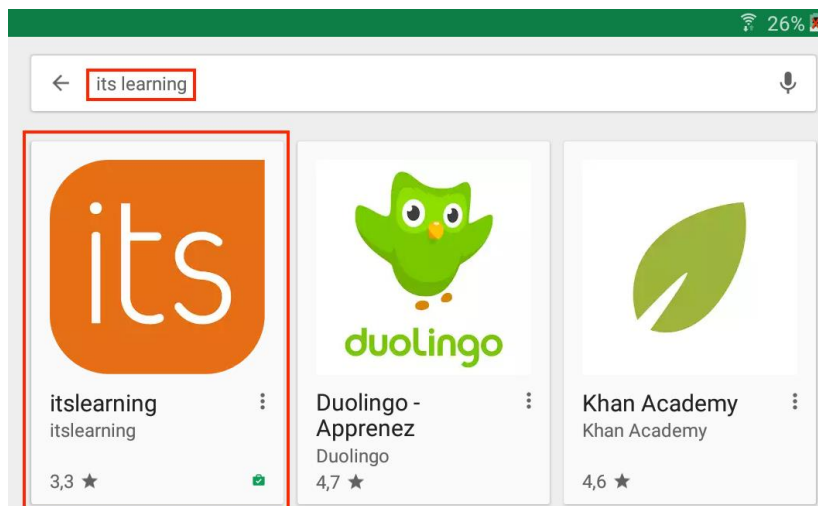 26%
its learning
its
itslearning
itslearning
3,3 ★
duolingo
Duolingo -
Apprenez
Duolingo
4,7 ★
Khan Academy
Khan Academy
4,6 ★